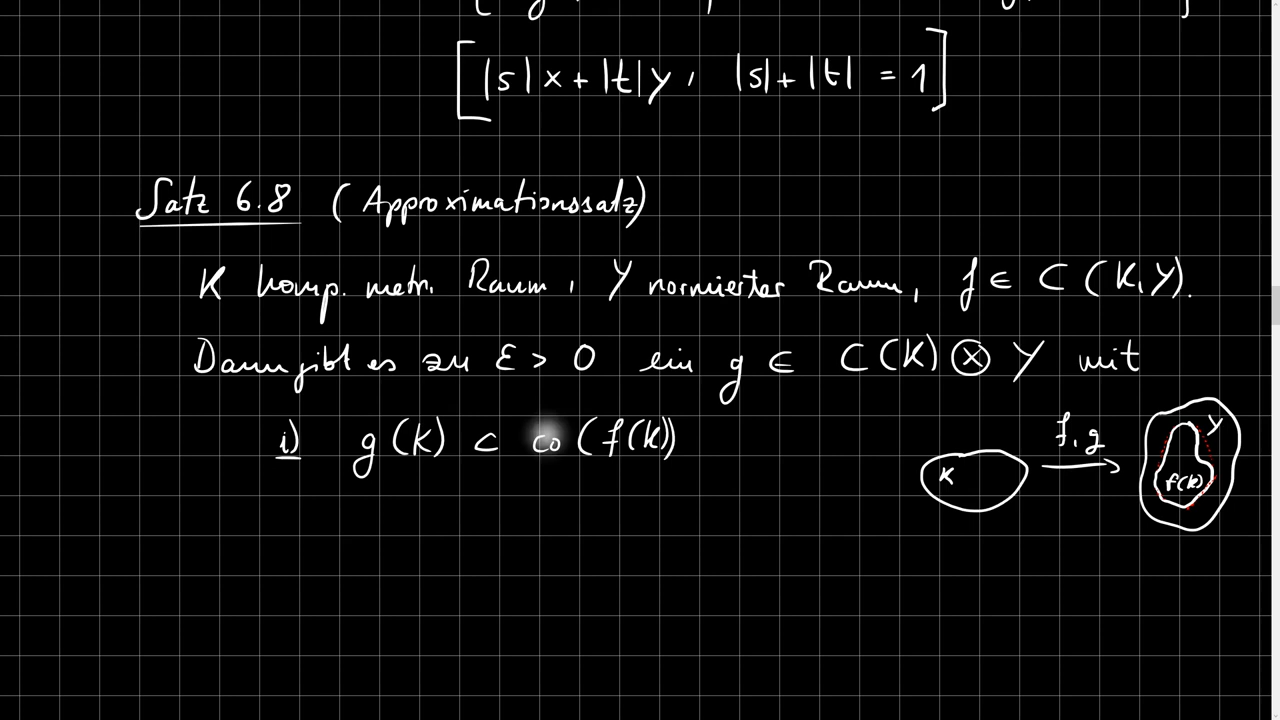 [|s| x + |t| y, |s| + |t| = 1]
Satz 6.8 (Approximationssatz)
K komp. metr. Raum, Y normierter Raum, f ∈ C(K,Y).
Dann gibt es zu ε > 0 ein g ∈ C(K) ⊗ Y mit
i) g(K) ⊂ co(f(K))
f, g
Y
K
f(K)